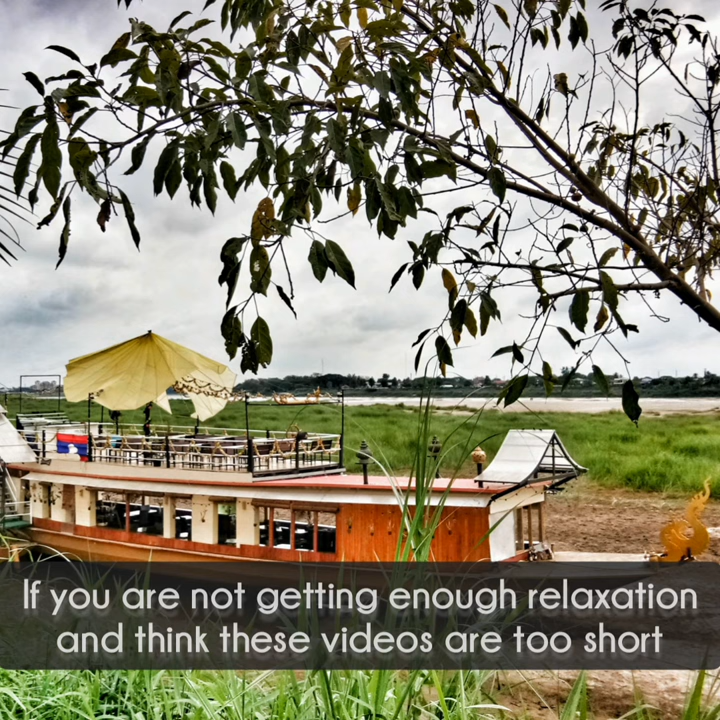 If you are not getting enough relaxation
and think these videos are too short